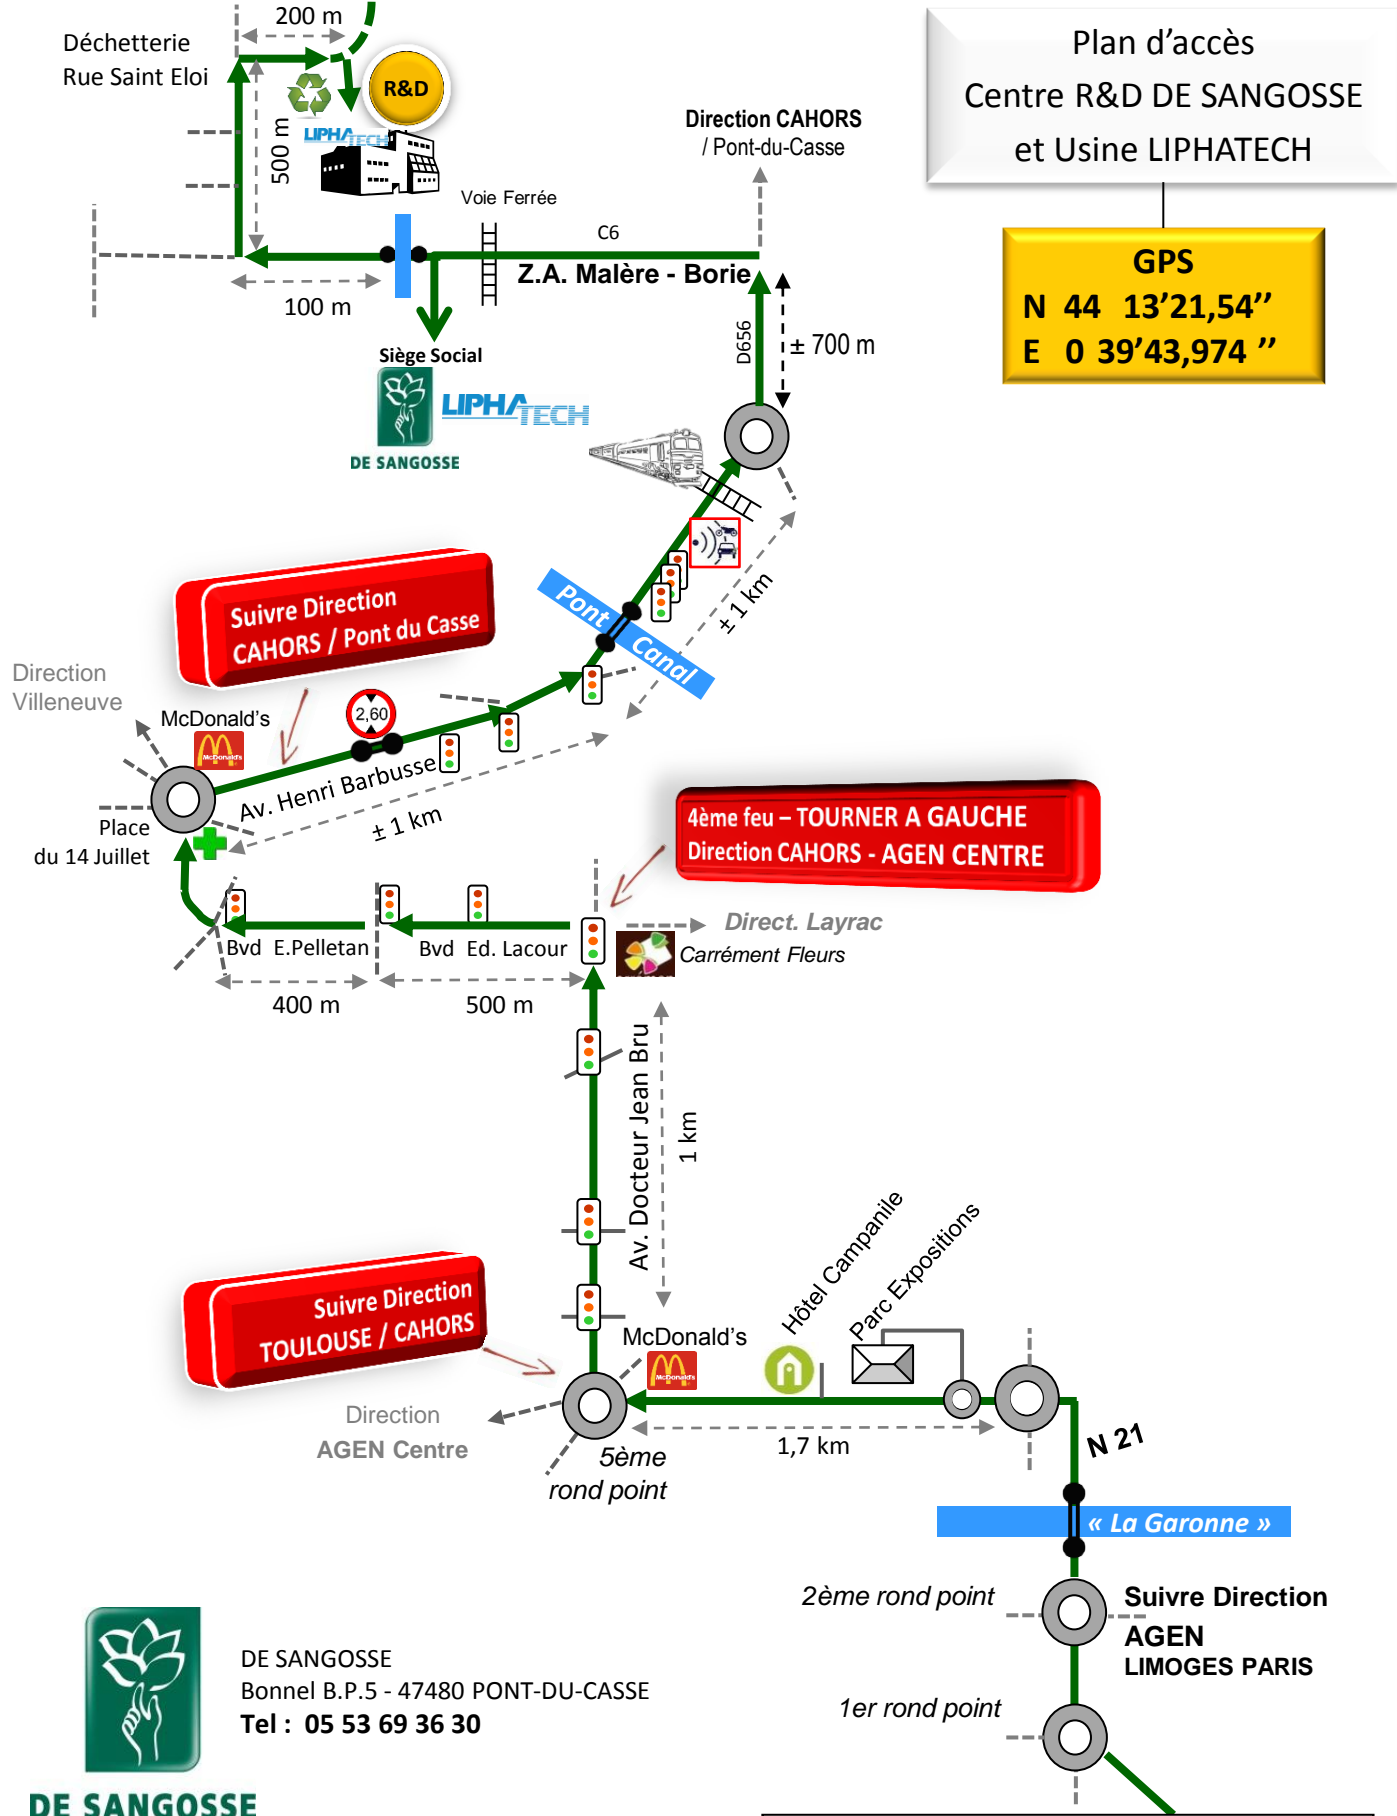 200 m
Déchetterie
Rue Saint Eloi
R&D
LIPHATECH
500 m
100 m
Plan d’accès
Centre R&D DE SANGOSSE
et Usine LIPHATECH
GPS
N 44 13’21,54’’
E 0 39’43,974 ’’
Direction CAHORS
/ Pont-du-Casse
Voie Ferrée
C6
Z.A. Malère - Borie
D656
± 700 m
Siège Social
DE SANGOSSE
LIPHATECH
± 1 km
Pont Canal
Suivre Direction
CAHORS / Pont du Casse
Direction
Villeneuve
McDonald’s
McDonald's
2,60
Av. Henri Barbusse
± 1 km
Place
du 14 Juillet
4ème feu – TOURNER A GAUCHE
Direction CAHORS - AGEN CENTRE
Direct. Layrac
Carrément Fleurs
Bvd E.Pelletan
Bvd Ed. Lacour
400 m
500 m
Av. Docteur Jean Bru
1 km
Suivre Direction
TOULOUSE / CAHORS
McDonald’s
McDonald's
Hôtel Campanile
Parc Expositions
Direction
AGEN Centre
5ème
rond point
1,7 km
N 21
« La Garonne »
2ème rond point
Suivre Direction
AGEN
LIMOGES PARIS
1er rond point
DE SANGOSSE
Bonnel B.P.5 - 47480 PONT-DU-CASSE
Tel : 05 53 69 36 30
DE SANGOSSE